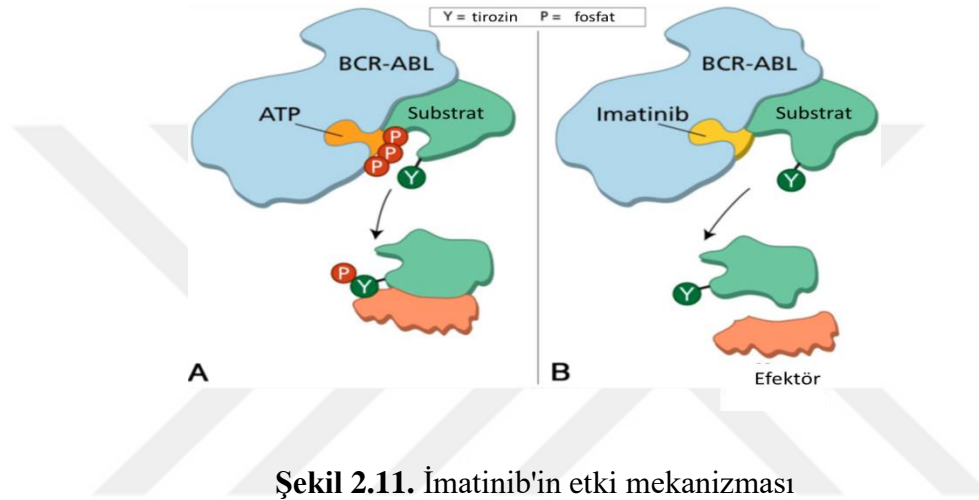 Y = tirozin P = fosfat
BCR-ABL
ATP
Substrat
P
P
P
Y
P
Y
A
BCR-ABL
Imatinib
Substrat
Y
Y
B
Efektör
Şekil 2.11. İmatinib'in etki mekanizması